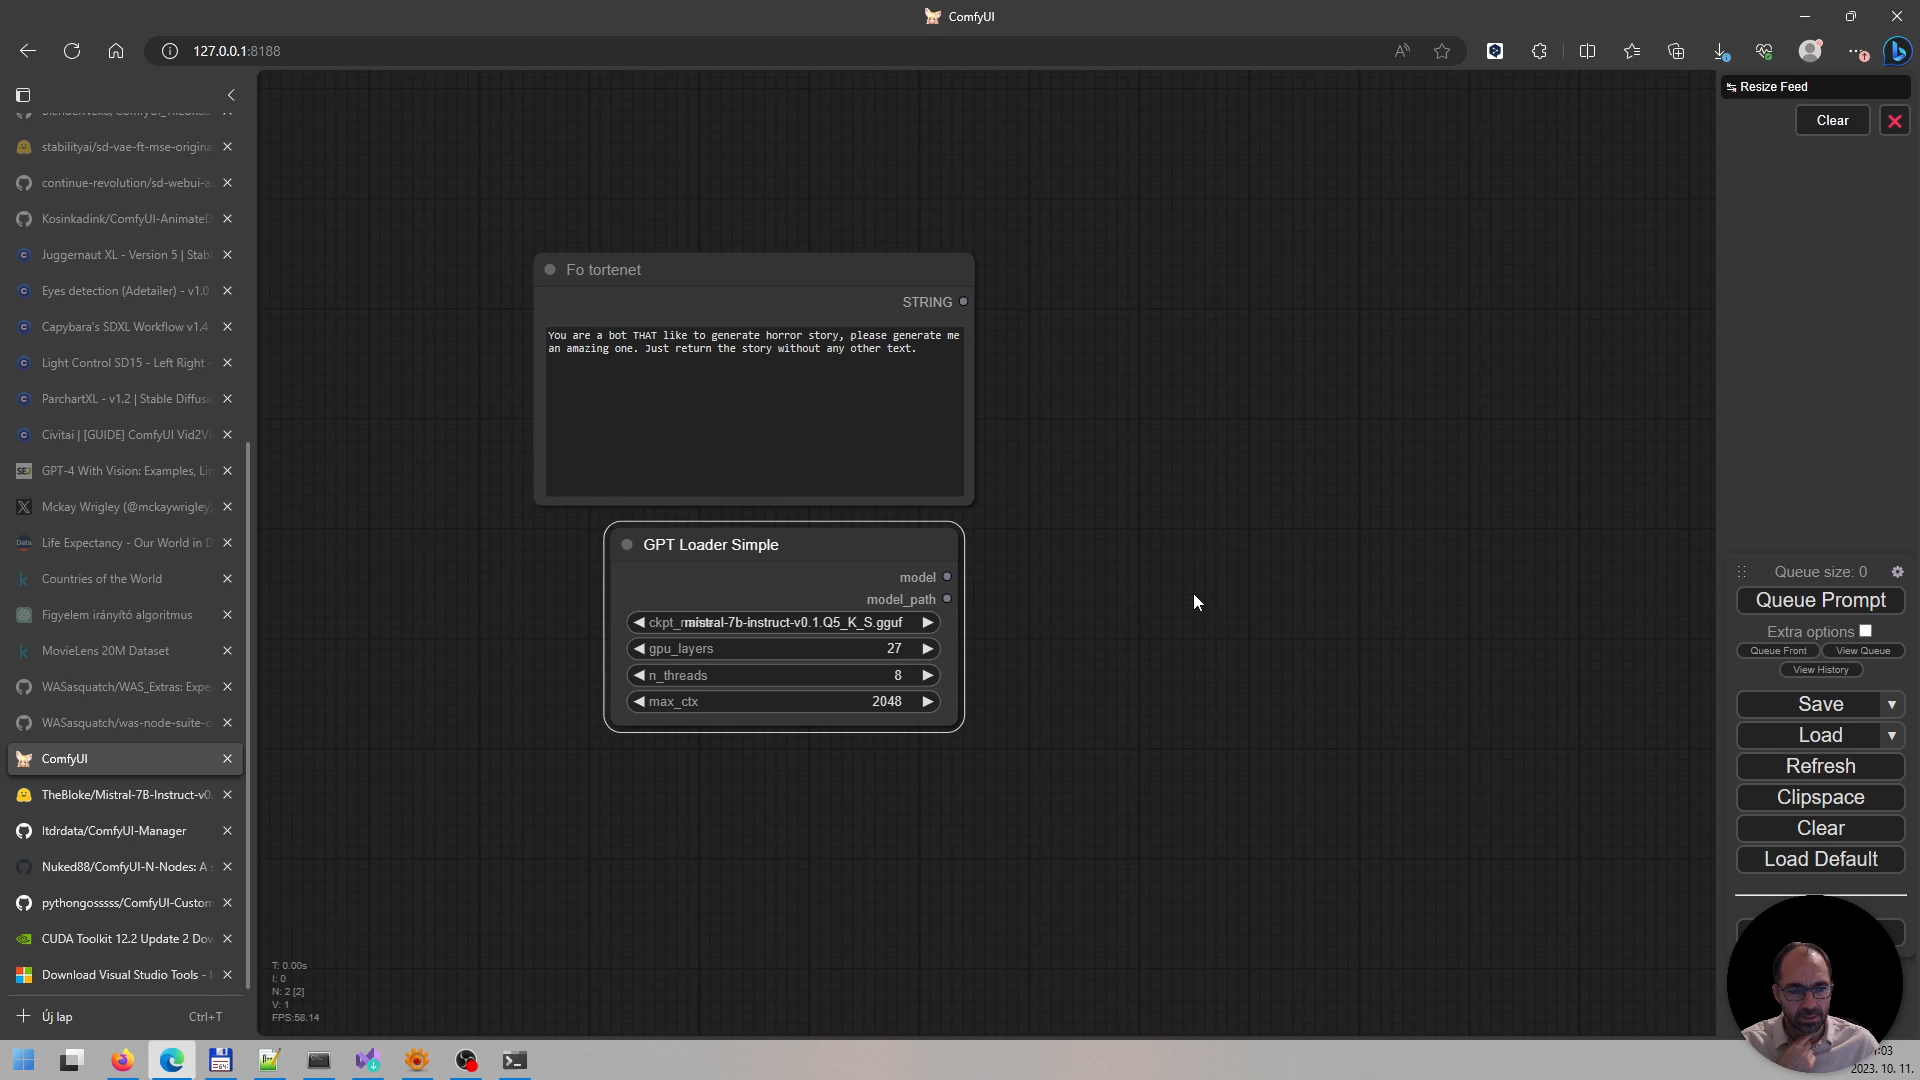 ComfyUI
127.0.0.1:8188
stabilityai/sd-vae-ft-mse-origina
continue-revolution/sd-webui-a
Kosinkadink/ComfyUI-AnimateD
Juggernaut XL - Version 5 | Stab
Eyes detection (Adetailer) - v1.0
Capybara's SDXL Workflow v1.4
Light Control SD15 - Left Right -
ParchartXL - v1.2 | Stable Diffusi
Civitai | [GUIDE] ComfyUI Vid2Vi
GPT-4 With Vision: Examples, Lim
Mckay Wrigley (@mckaywrigley)
Life Expectancy - Our World in D
Countries of the World
Figyelem irányító algoritmus
MovieLens 20M Dataset
WASasquatch/WAS_Extras: Expe
WASasquatch/was-node-suite-c
ComfyUI
TheBloke/Mistral-7B-Instruct-v0.
ltdrdata/ComfyUI-Manager
Nuked88/ComfyUI-N-Nodes: A s
pythongosssss/ComfyUI-Custom
CUDA Toolkit 12.2 Update 2 Dow
Download Visual Studio Tools -
Új lap Ctrl+T
Fo tortenet
STRING
You are a bot THAT like to generate horror story, please generate me
an amazing one. Just return the story without any other text.
GPT Loader Simple
model
model_path
mistral-7b-instruct-v0.1.Q5_K_S.gguf
gpu_layers 27
n_threads 8
max_ctx 2048
T: 0.00s
I: 0
N: 2 [2]
V: 1
FPS:58.14
Resize Feed
Clear
Queue size: 0
Queue Prompt
Extra options
Queue Front View Queue
View History
Save
Load
Refresh
Clipspace
Clear
Load Default
2023. 10. 11.